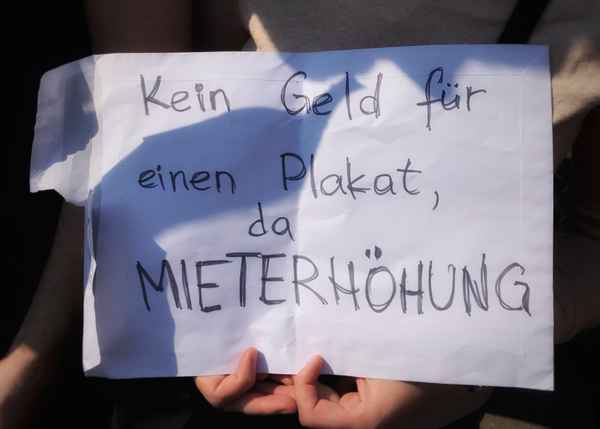 Kein Geld für
einen Plakat,
da
MIETERHÖHUNG